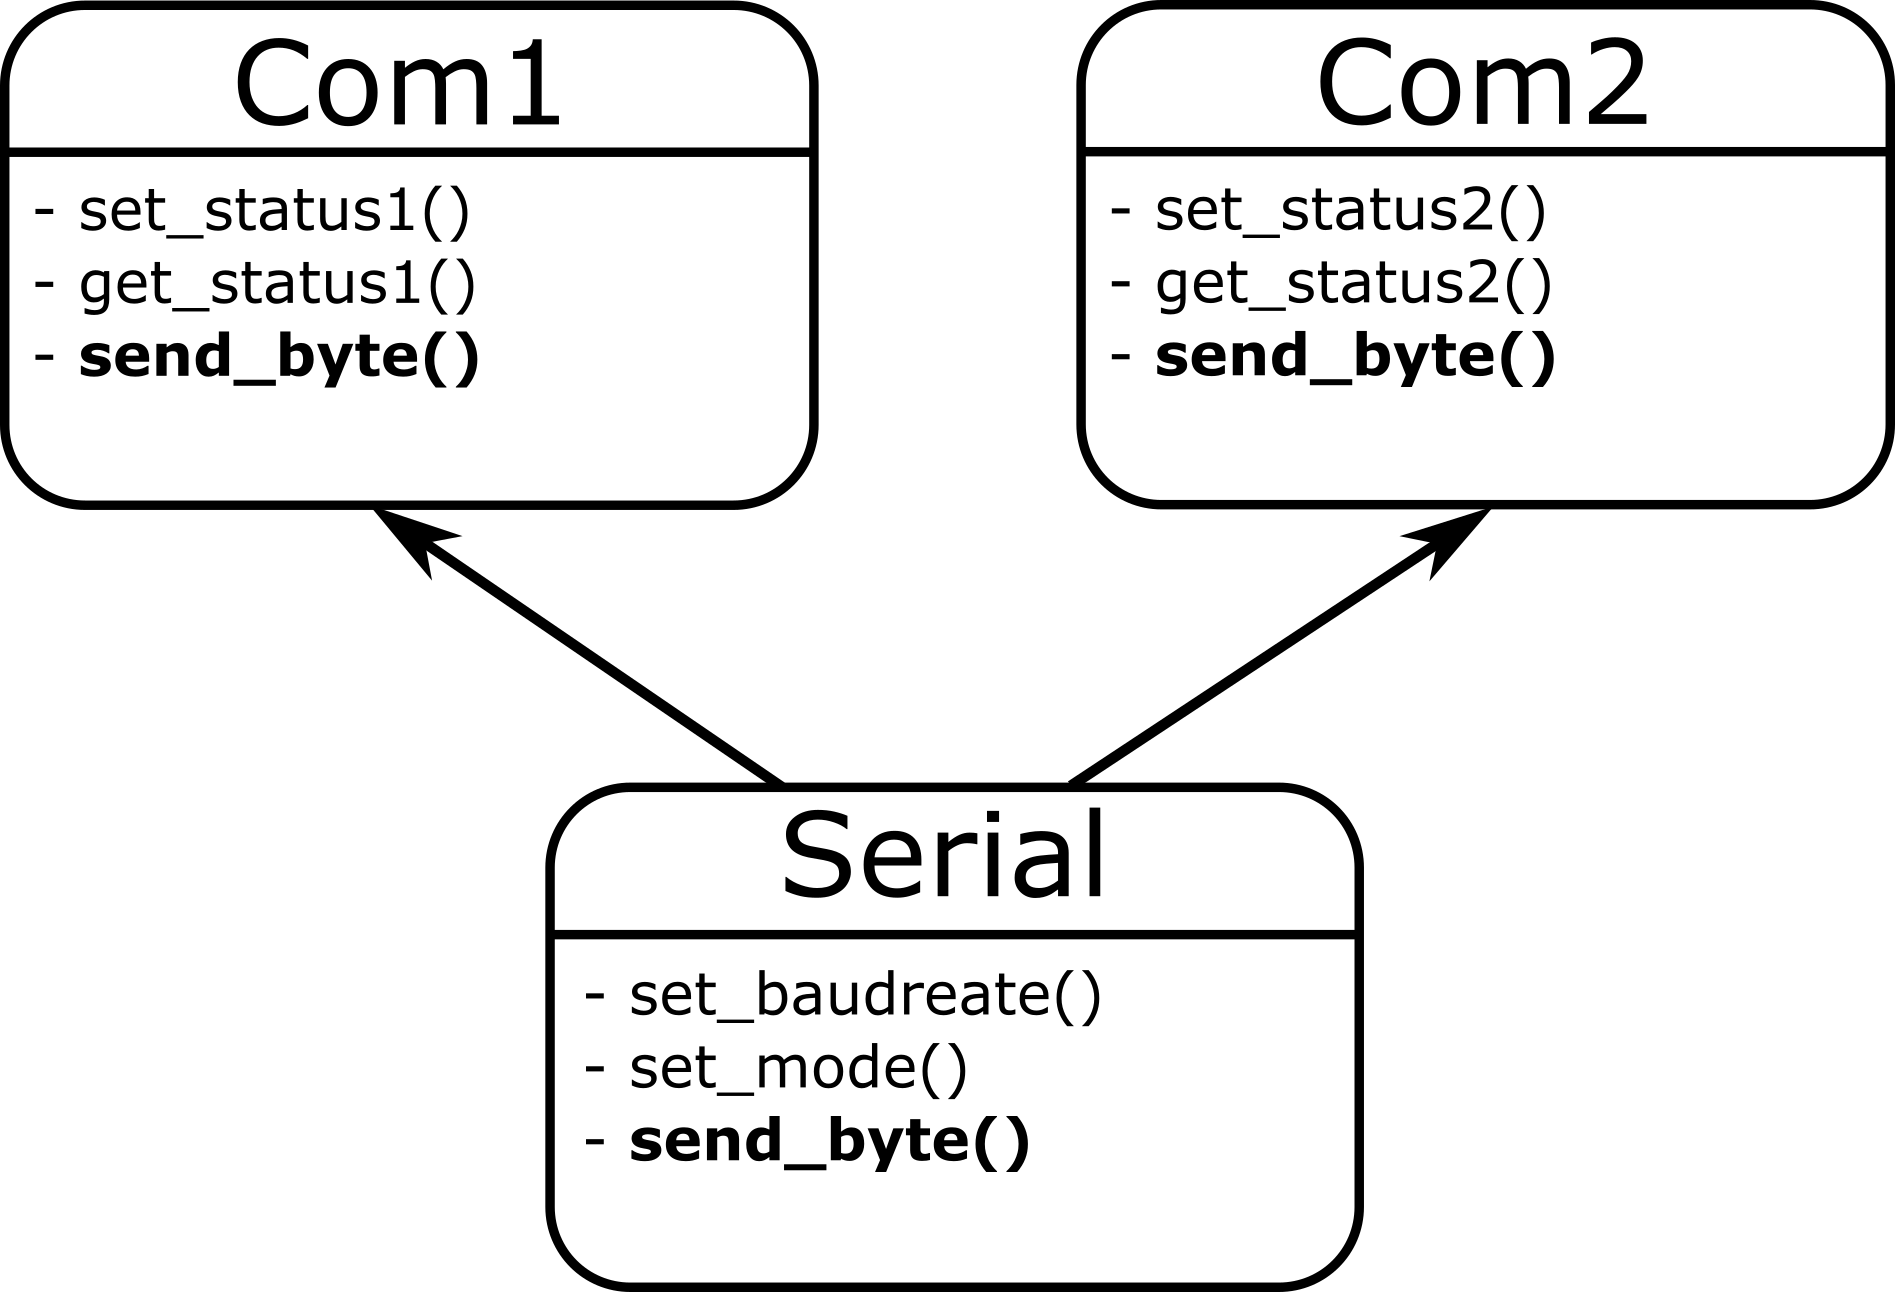 Com1
- set_status1()
- get_status1()
- send_byte()
Com2
- set_status2()
- get_status2()
- send_byte()
Serial
- set_baudreate()
- set_mode()
- send_byte()